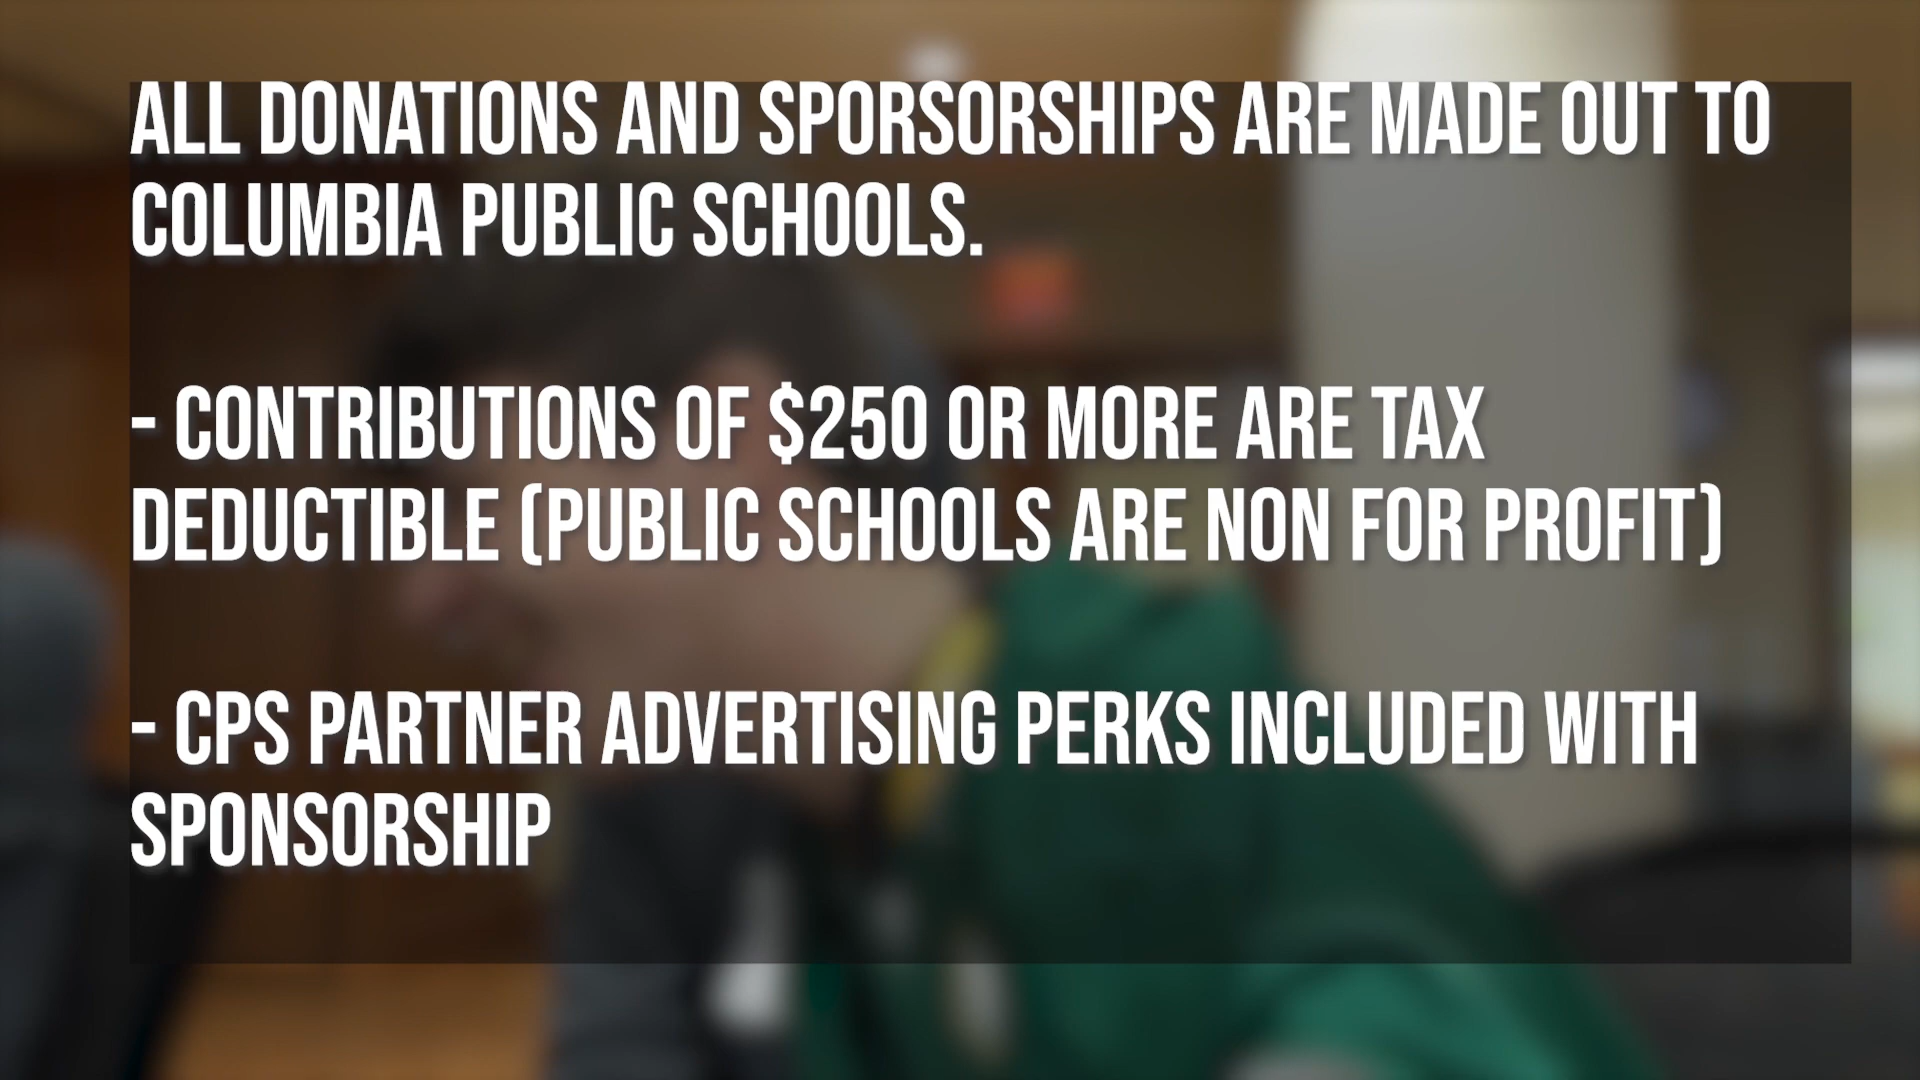 ALL DONATIONS AND SPORSORSHIPS ARE MADE OUT TO
COLUMBIA PUBLIC SCHOOLS.
- CONTRIBUTIONS OF $250 OR MORE ARE TAX
DEDUCTIBLE (PUBLIC SCHOOLS ARE NON FOR PROFIT)
- CPS PARTNER ADVERTISING PERKS INCLUDED WITH
SPONSORSHIP